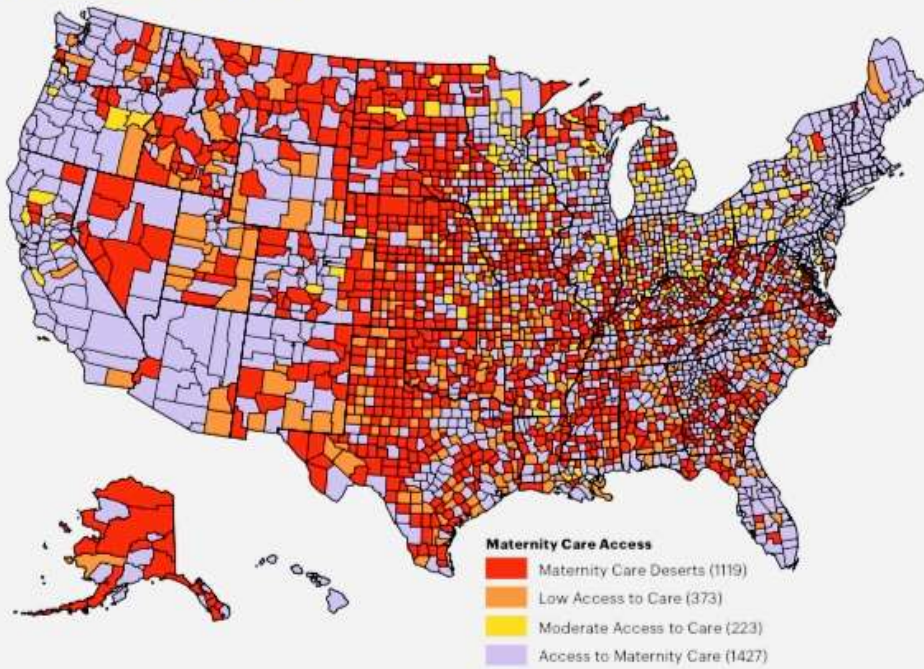 Maternity Care Access
Maternity Care Deserts (1119)
Low Access to Care (373)
Moderate Access to Care (223)
Access to Maternity Care (1427)